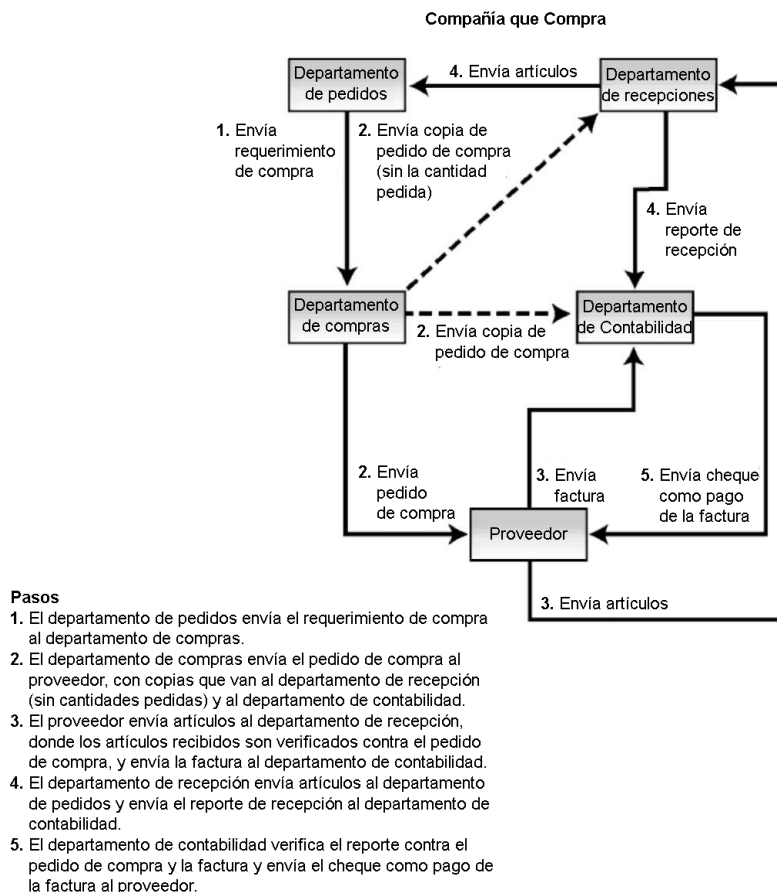 Compañía que Compra
Departamento
de pedidos
4. Envía artículos
Departamento
de recepciones
1. Envía
requerimiento
de compra
2. Envía copia de
pedido de compra
(sin la cantidad
pedida)
4. Envía
reporte de
recepción
Departamento
de compras
2. Envía copia de
pedido de compra
Departamento
de Contabilidad
2. Envía
pedido
de compra
3. Envía
factura
5. Envía cheque
como pago
de la factura
Proveedor
3. Envía artículos
Pasos
1. El departamento de pedidos envía el requerimiento de compra
al departamento de compras.
2. El departamento de compras envía el pedido de compra al
proveedor, con copias que van al departamento de recepción
(sin cantidades pedidas) y al departamento de contabilidad.
3. El proveedor envía artículos al departamento de recepción,
donde los artículos recibidos son verificados contra el pedido
de compra, y envía la factura al departamento de contabilidad.
4. El departamento de recepción envía artículos al departamento
de pedidos y envía el reporte de recepción al departamento de
contabilidad.
5. El departamento de contabilidad verifica el reporte contra el
pedido de compra y la factura y envía el cheque como pago de
la factura al proveedor.